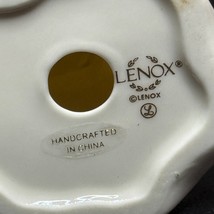 LENOX
©LENOX
L
HANDCRAFTED
IN CHINA